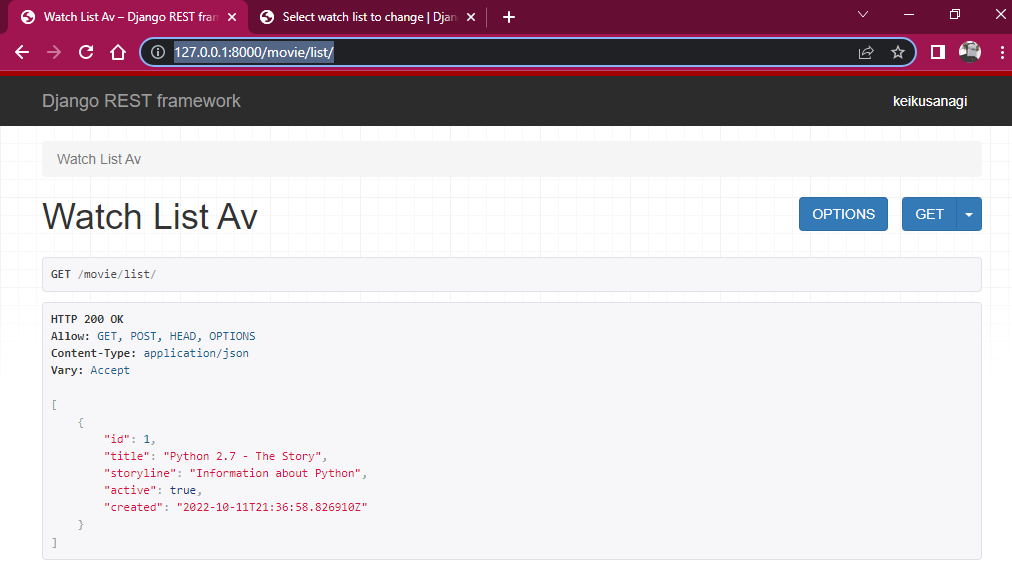 Watch List Av – Django REST fran
Select watch list to change | Djan
127.0.0.1:8000/movie/list/
Django REST framework
keikusanagi
Watch List Av
Watch List Av
OPTIONS
GET
GET /movie/list/
HTTP 200 OK
Allow: GET, POST, HEAD, OPTIONS
Content-Type: application/json
Vary: Accept
[
{
"id": 1,
"title": "Python 2.7 - The Story",
"storyline": "Information about Python",
"active": true,
"created": "2022-10-11T21:36:58.826910Z"
}
]